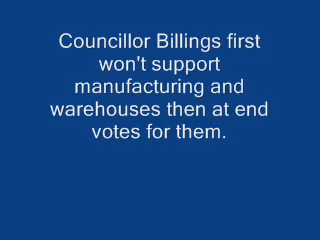 Councillor Billings first
won't support
manufacturing and
warehouses then at end
votes for them.